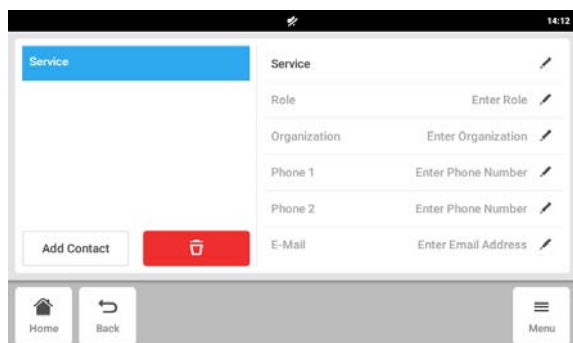 14:12
Service
Service
Role Enter Role
Organization Enter Organization
Phone 1 Enter Phone Number
Phone 2 Enter Phone Number
E-Mail Enter Email Address
Add Contact
Home
Back
Menu